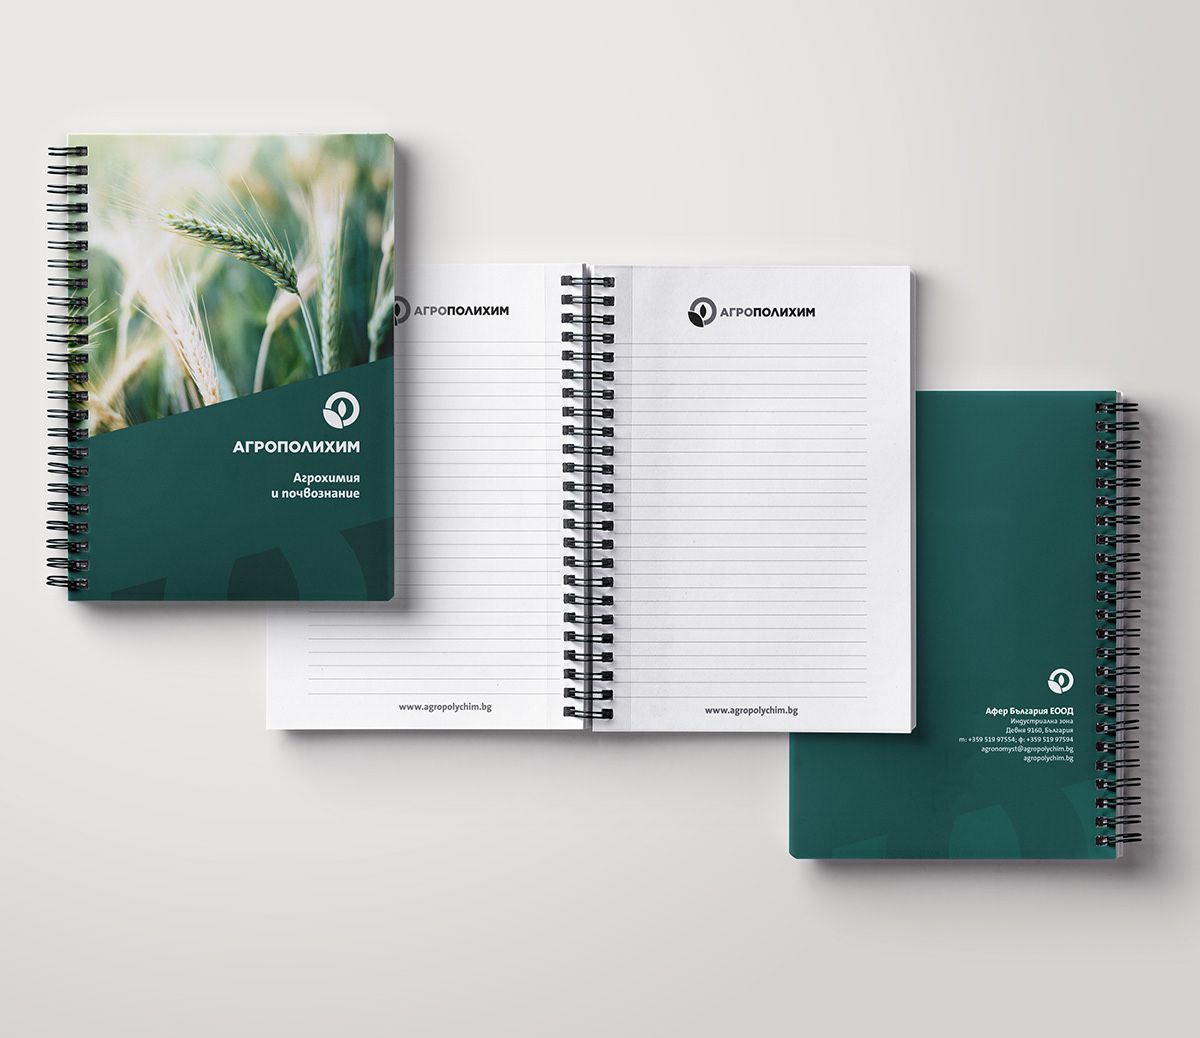 АГРОПОЛИХИМ
Агрохимия
и почвознание
АГРОПОЛИХИМ
www.agropolychim.bg
АГРОПОЛИХИМ
www.agropolychim.bg
Афер България ЕООД
Индустриална зона
Девня 9160, България
т: +359 519 97554; ф: +359 519 97594
agronomyst@agropolychim.bg
agropolychim.bg